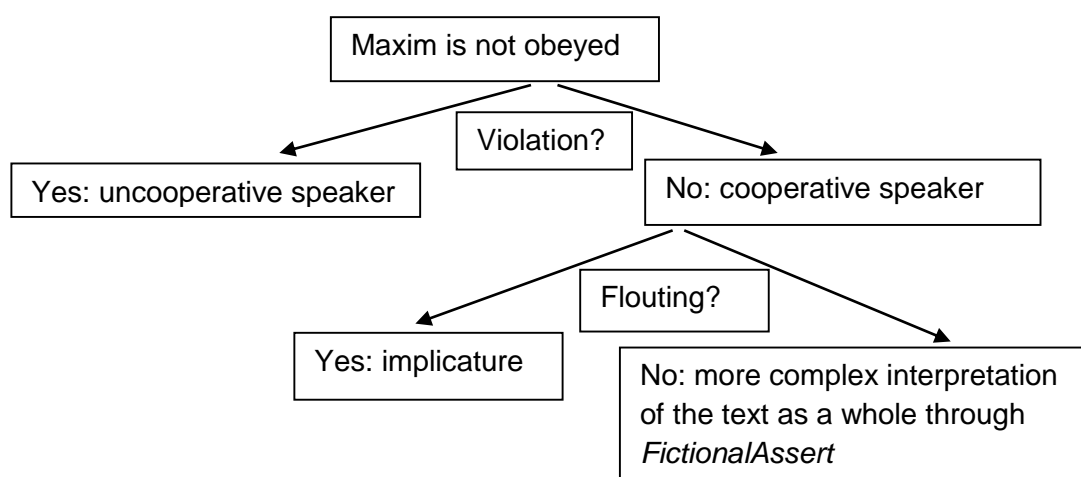 Maxim is not obeyed
Violation?
Yes: uncooperative speaker
No: cooperative speaker
Flouting?
Yes: implicature
No: more complex interpretation
of the text as a whole through
FictionalAssert